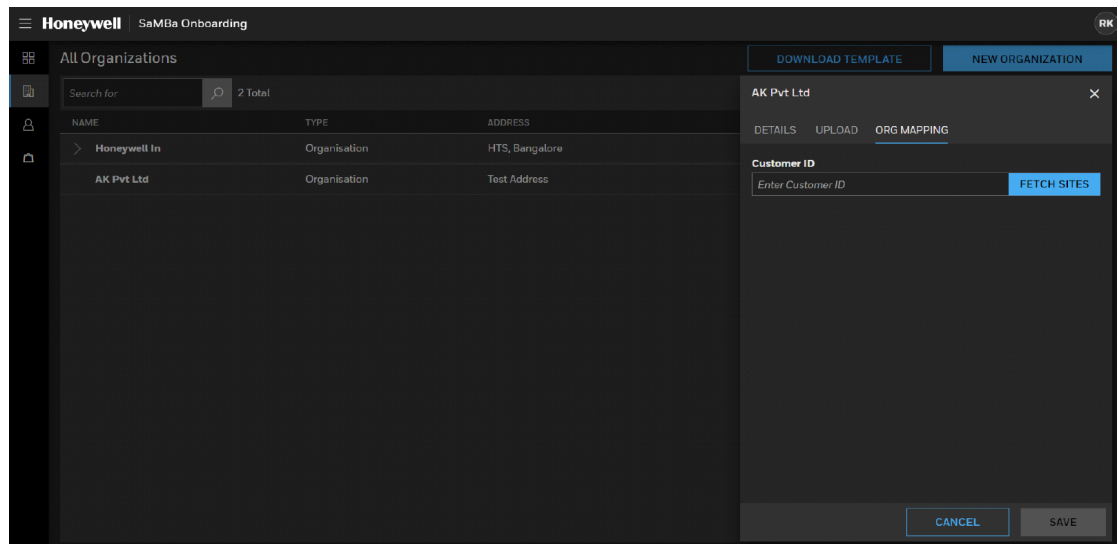 Honeywell SaMBa Onboarding RK
All Organizations DOWNLOAD TEMPLATE NEW ORGANIZATION
Search for 2 Total
NAME TYPE ADDRESS
Honeywell In Organisation HTS, Bangalore
AK Pvt Ltd Organisation Test Address
AK Pvt Ltd
DETAILS UPLOAD ORG MAPPING
Customer ID
Enter Customer ID FETCH SITES
CANCEL SAVE